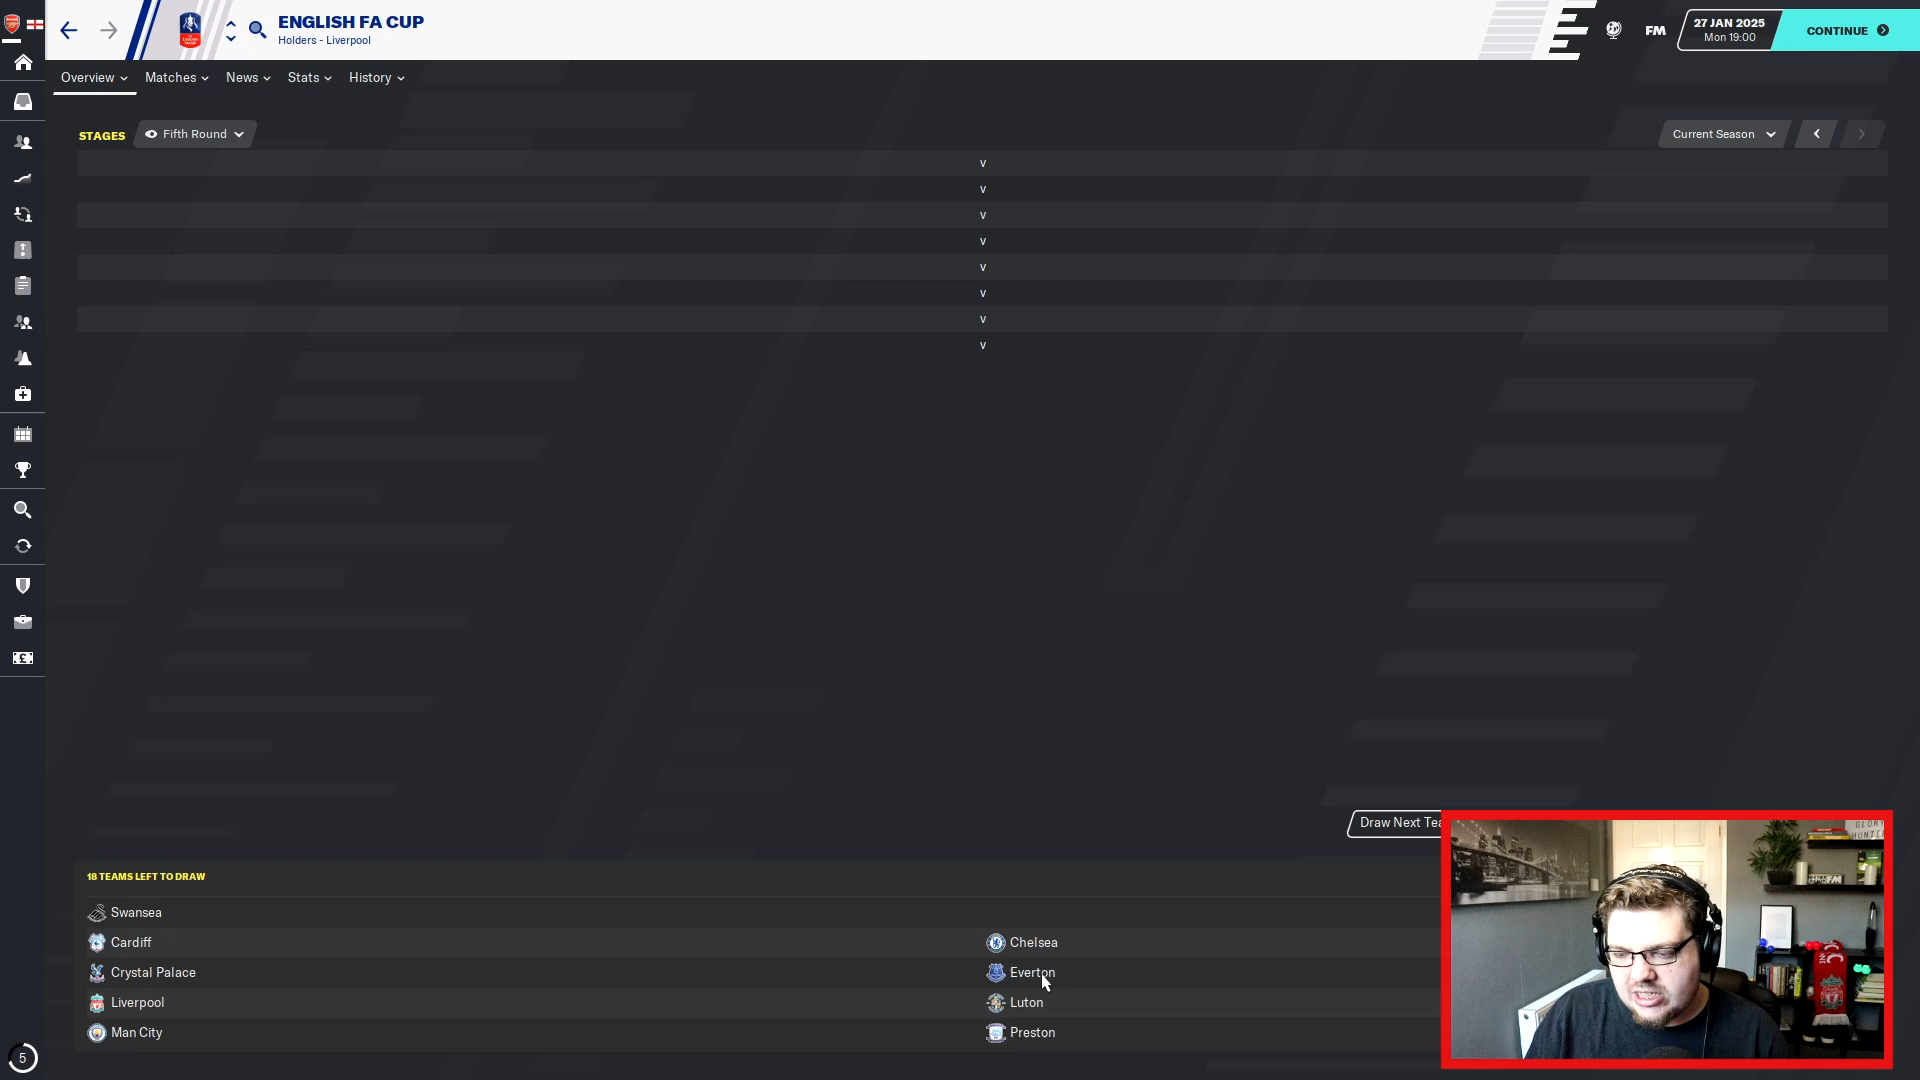 ENGLISH FA CUP
Holders - Liverpool
FM
27 JAN 2025
Mon 19:00
CONTINUE
Overview
Matches
News
Stats
History
STAGES
Fifth Round
Current Season
v
v
v
v
v
v
v
v
Draw Next Tea
18 TEAMS LEFT TO DRAW
Swansea
Cardiff
Chelsea
Crystal Palace
Everton
Liverpool
Luton
Man City
Preston
5
GLORY
HUNTER